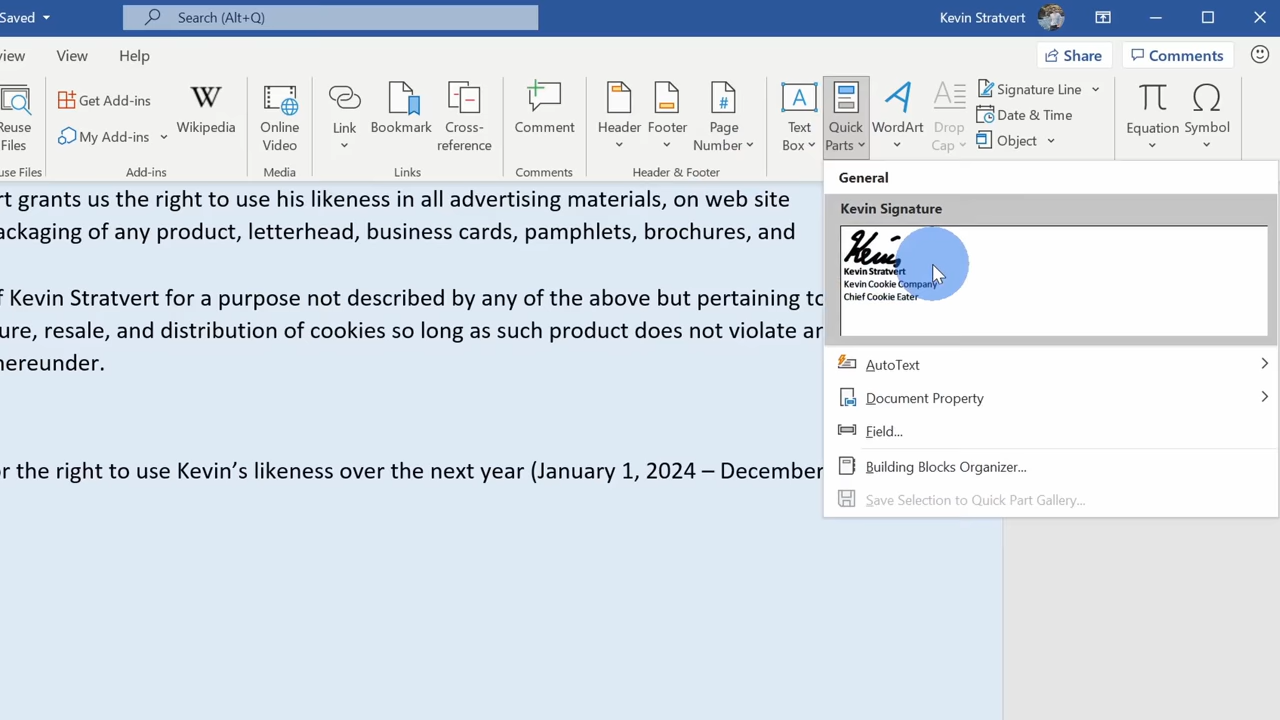 Saved
Search (Alt+Q)
Kevin Stratvert
view
View
Help
Share
Comments
Reuse
Files
Get Add-ins
My Add-ins
Wikipedia
Online
Video
Link
Bookmark
Cross-
reference
Comment
Header
Footer
Page
Number
Text
Box
Quick
Parts
WordArt
Drop
Cap
Signature Line
Date & Time
Object
Equation
Symbol
use Files
Add-ins
Media
Links
Comments
Header & Footer
rt grants us the right to use his likeness in all advertising materials, on web site
ackaging of any product, letterhead, business cards, pamphlets, brochures, and
f Kevin Stratvert for a purpose not described by any of the above but pertaining to
ure, resale, and distribution of cookies so long as such product does not violate an
hereunder.
or the right to use Kevin's likeness over the next year (January 1, 2024 – December
General
Kevin Signature
Kevin
Kevin Stratvert
Kevin Cookie Company
Chief Cookie Eater
AutoText
Document Property
Field...
Building Blocks Organizer...
Save Selection to Quick Part Gallery...